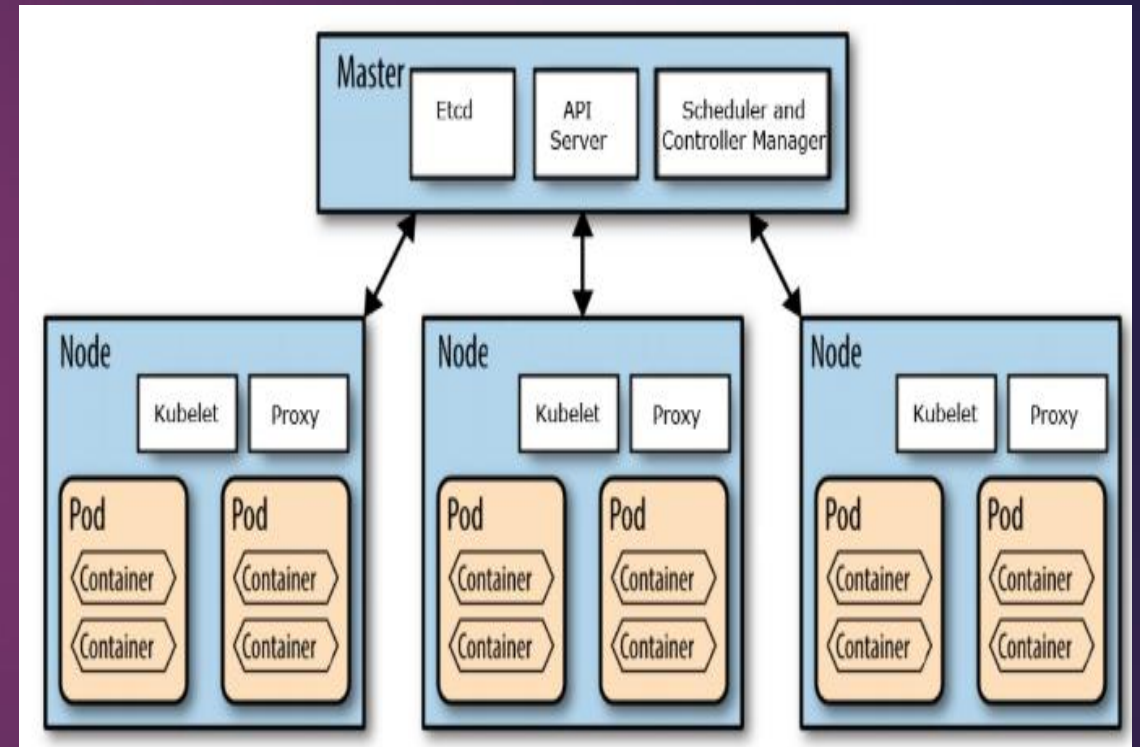 Master
Etcd
API
Server
Scheduler and
Controller Manager
Node
Kubelet
Proxy
Pod
Container
Container
Pod
Container
Container
Node
Kubelet
Proxy
Pod
Container
Container
Pod
Container
Container
Node
Kubelet
Proxy
Pod
Container
Container
Pod
Container
Container